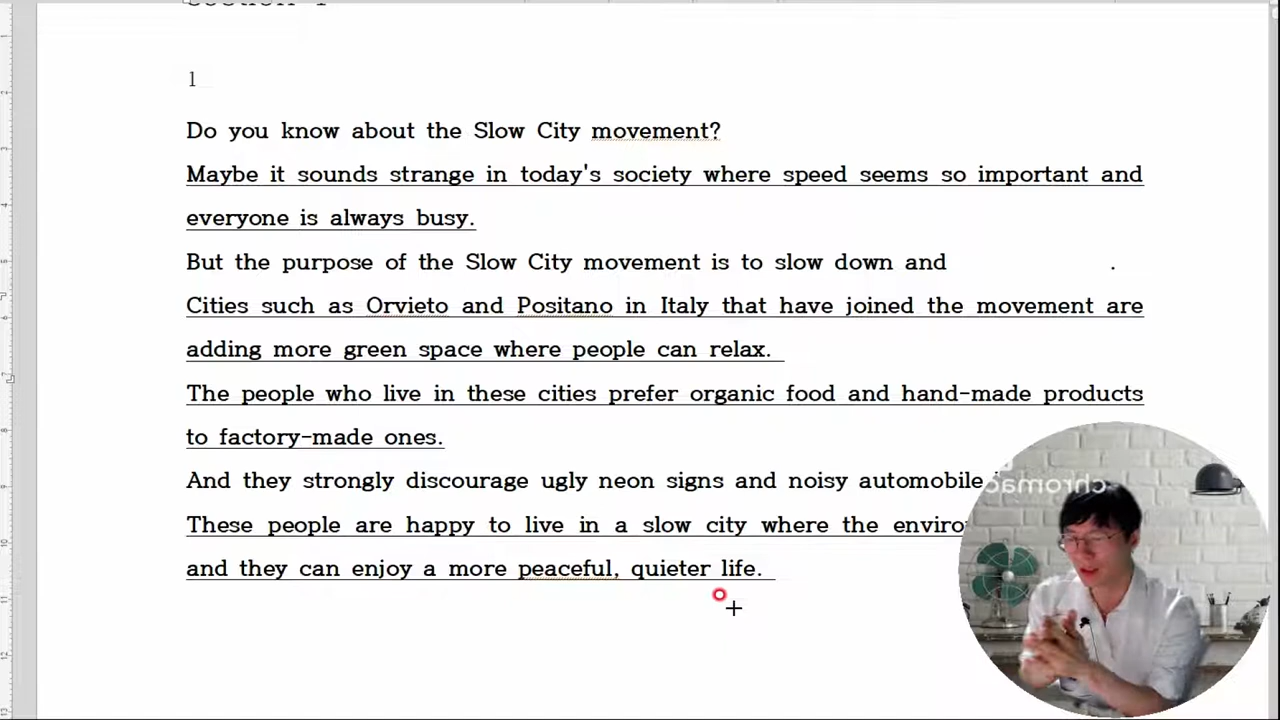 1
Do you know about the Slow City movement?
Maybe it sounds strange in today's society where speed seems so important and
everyone is always busy.
But the purpose of the Slow City movement is to slow down and .
Cities such as Orvieto and Positano in Italy that have joined the movement are
adding more green space where people can relax.
The people who live in these cities prefer organic food and hand-made products
to factory-made ones.
And they strongly discourage ugly neon signs and noisy automobile
These people are happy to live in a slow city where the
and they can enjoy a more peaceful, quieter life.